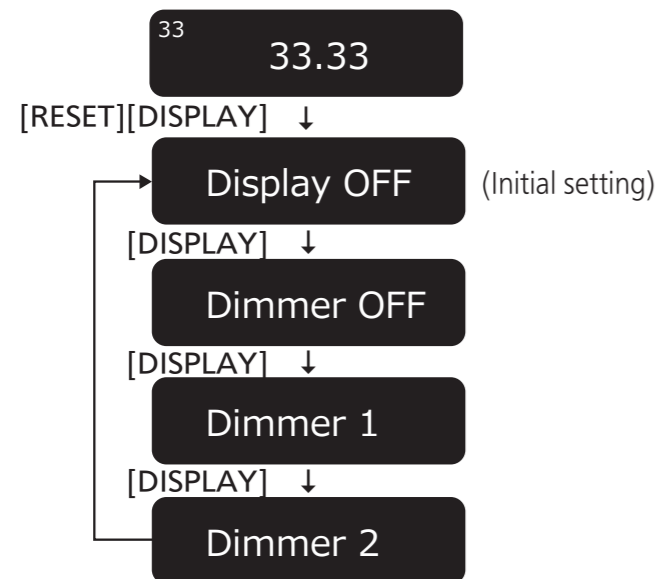 33
33.33
[RESET][DISPLAY] ↓
Display OFF (Initial setting)
[DISPLAY] ↓
Dimmer OFF
[DISPLAY] ↓
Dimmer 1
[DISPLAY] ↓
Dimmer 2